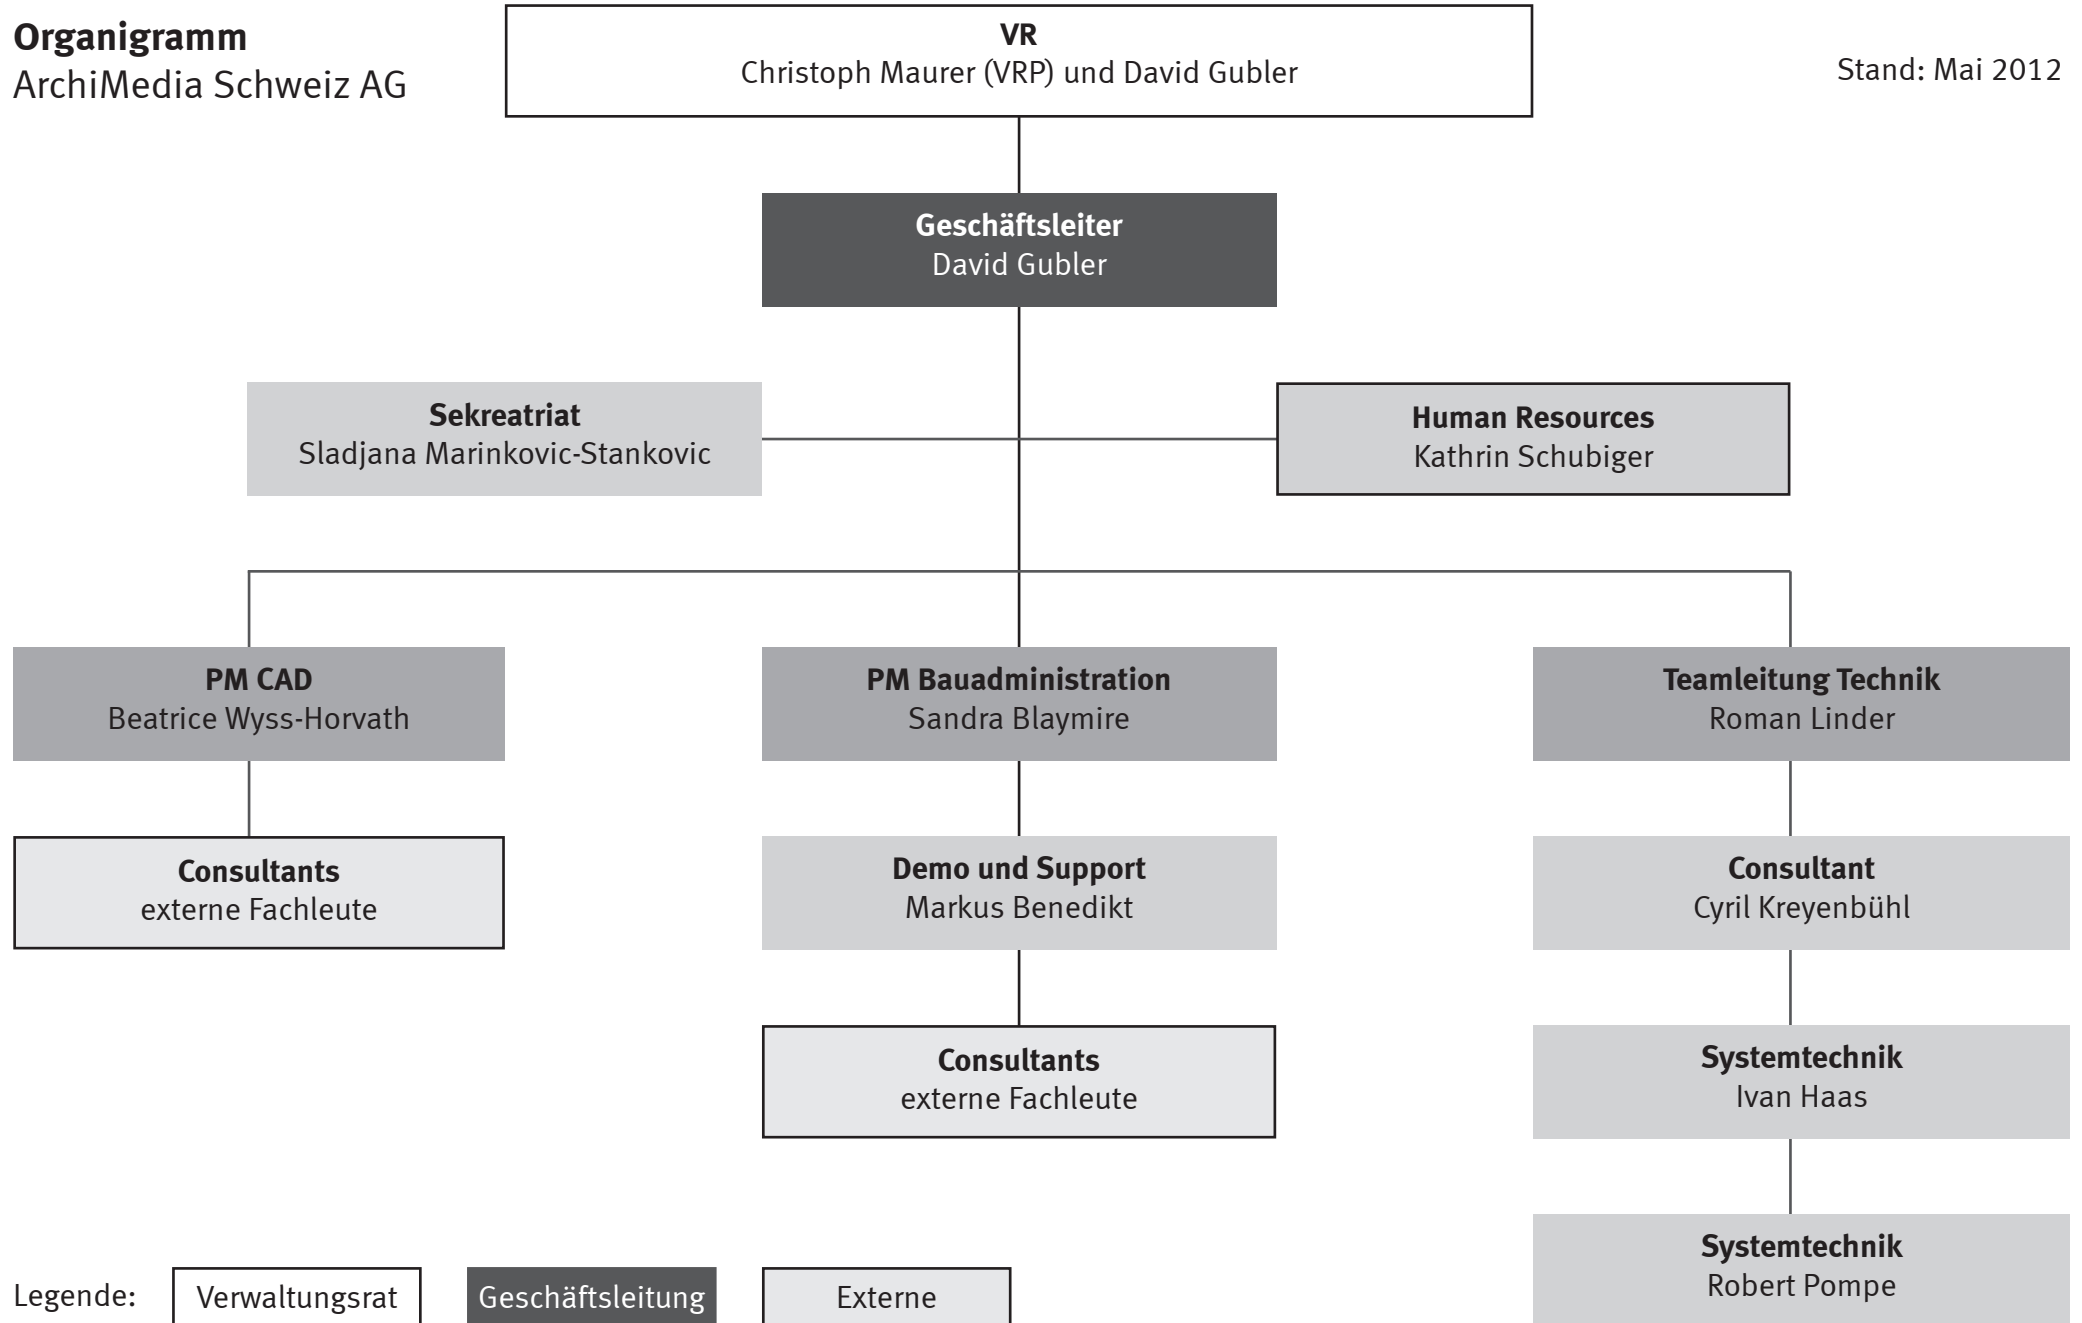 Organigramm
ArchiMedia Schweiz AG
VR
Christoph Maurer (VRP) und David Gubler
Stand: Mai 2012
Geschäftsleiter
David Gubler
Sekreatriat
Sladjana Marinkovic-Stankovic
Human Resources
Kathrin Schubiger
PM CAD
Beatrice Wyss-Horvath
PM Bauadministration
Sandra Blaymire
Teamleitung Technik
Roman Linder
Consultants
externe Fachleute
Demo und Support
Markus Benedikt
Consultant
Cyril Kreyenbühl
Consultants
externe Fachleute
Systemtechnik
Ivan Haas
Systemtechnik
Robert Pompe
Legende:
Verwaltungsrat
Geschäftsleitung
Externe